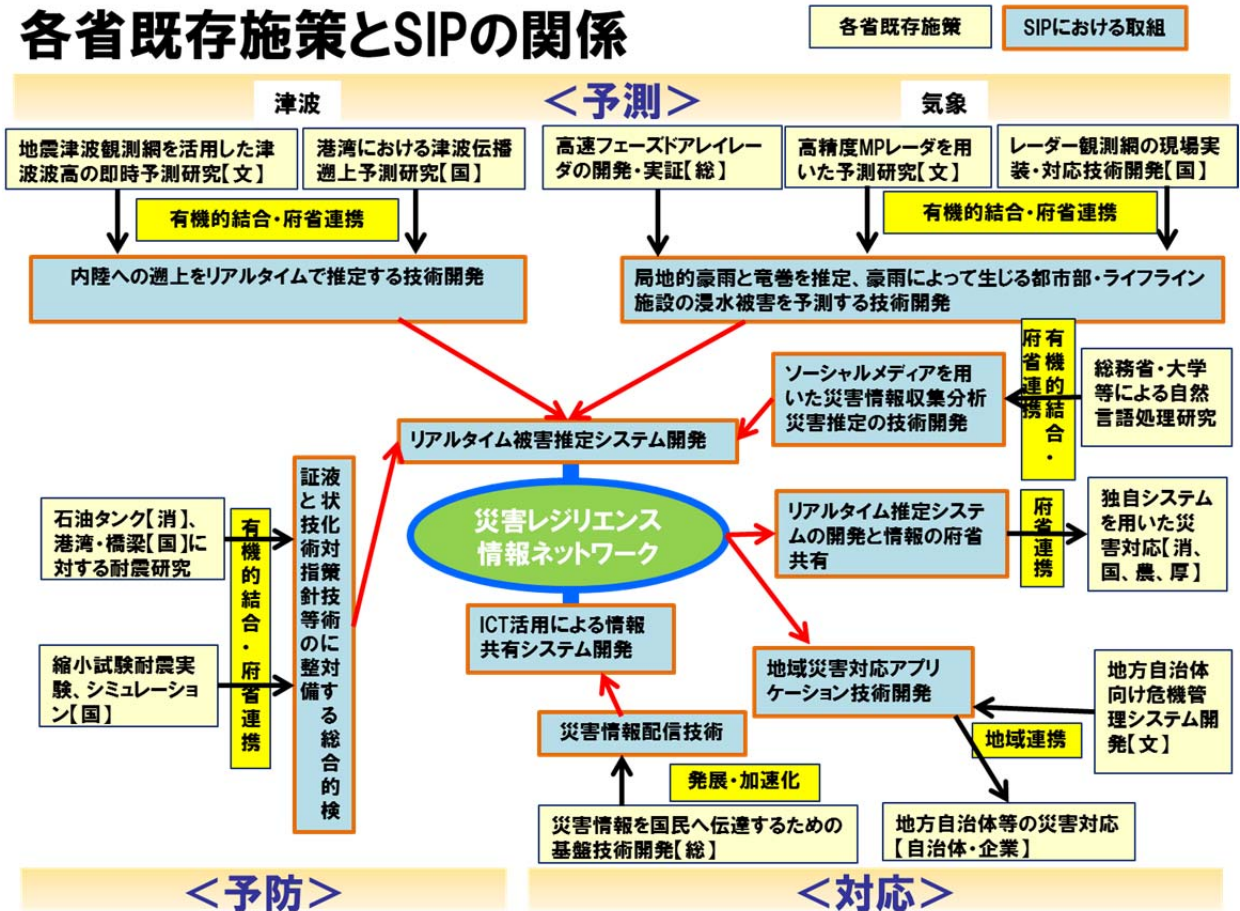 各省既存施策とSIPの関係
各省既存施策
SIPにおける取組
＜予測＞
津波
気象
地震津波観測網を活用した津
波波高の即時予測研究【文】
港湾における津波伝播
遡上予測研究【国】
高速フェーズドアレイレー
ダの開発・実証【総】
高精度MPレーダを用
いた予測研究【文】
レーダー観測網の現場実
装・対応技術開発【国】
有機的結合・府省連携
有機的結合・府省連携
内陸への遡上をリアルタイムで推定する技術開発
局地的豪雨と竜巻を推定、豪雨によって生じる都市部・ライフライン
施設の浸水被害を予測する技術開発
ソーシャルメディアを用
いた災害情報収集分析
災害推定の技術開発
有機的結合・
府省連携
総務省・大学
等による自然
言語処理研究
リアルタイム被害推定システム開発
石油タンク【消】、
港湾・橋梁【国】に
対する耐震研究
縮小試験耐震実
験、シミュレーショ
ン【国】
有機的結合・府省連携
液状化対策技術に対する総合的検
証と技術指針等の整備
災害レジリエンス
情報ネットワーク
リアルタイム推定システ
ムの開発と情報の府省
共有
府省連携
独自システム
を用いた災
害対応【消、
国、農、厚】
ICT活用による情報
共有システム開発
地域災害対応アプリ
ケーション技術開発
地方自治体
向け危機管
理システム開
発【文】
災害情報配信技術
地域連携
発展・加速化
災害情報を国民へ伝達するための
基盤技術開発【総】
地方自治体等の災害対応
【自治体・企業】
＜予防＞
＜対応＞